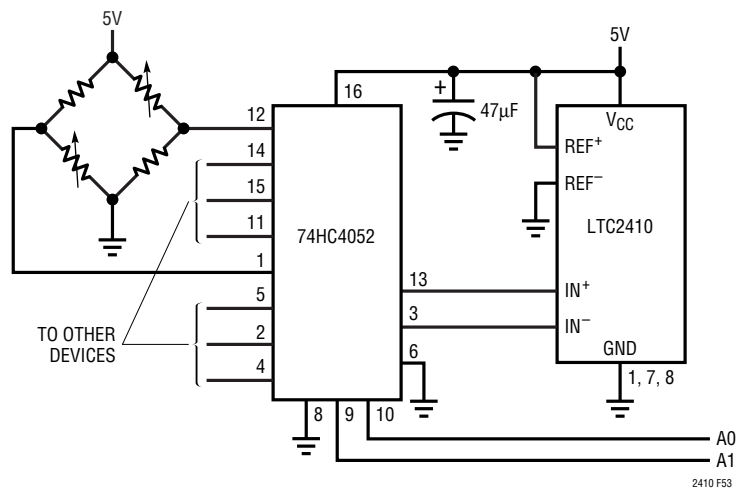 5V
5V
16
+
47µF
12
14
15
11
1
5
2
4
74HC4052
VCC
REF+
REF–
LTC2410
13
IN+
3
IN–
6
GND
1, 7, 8
TO OTHER
DEVICES
8
9
10
A0
A1
2410 F53